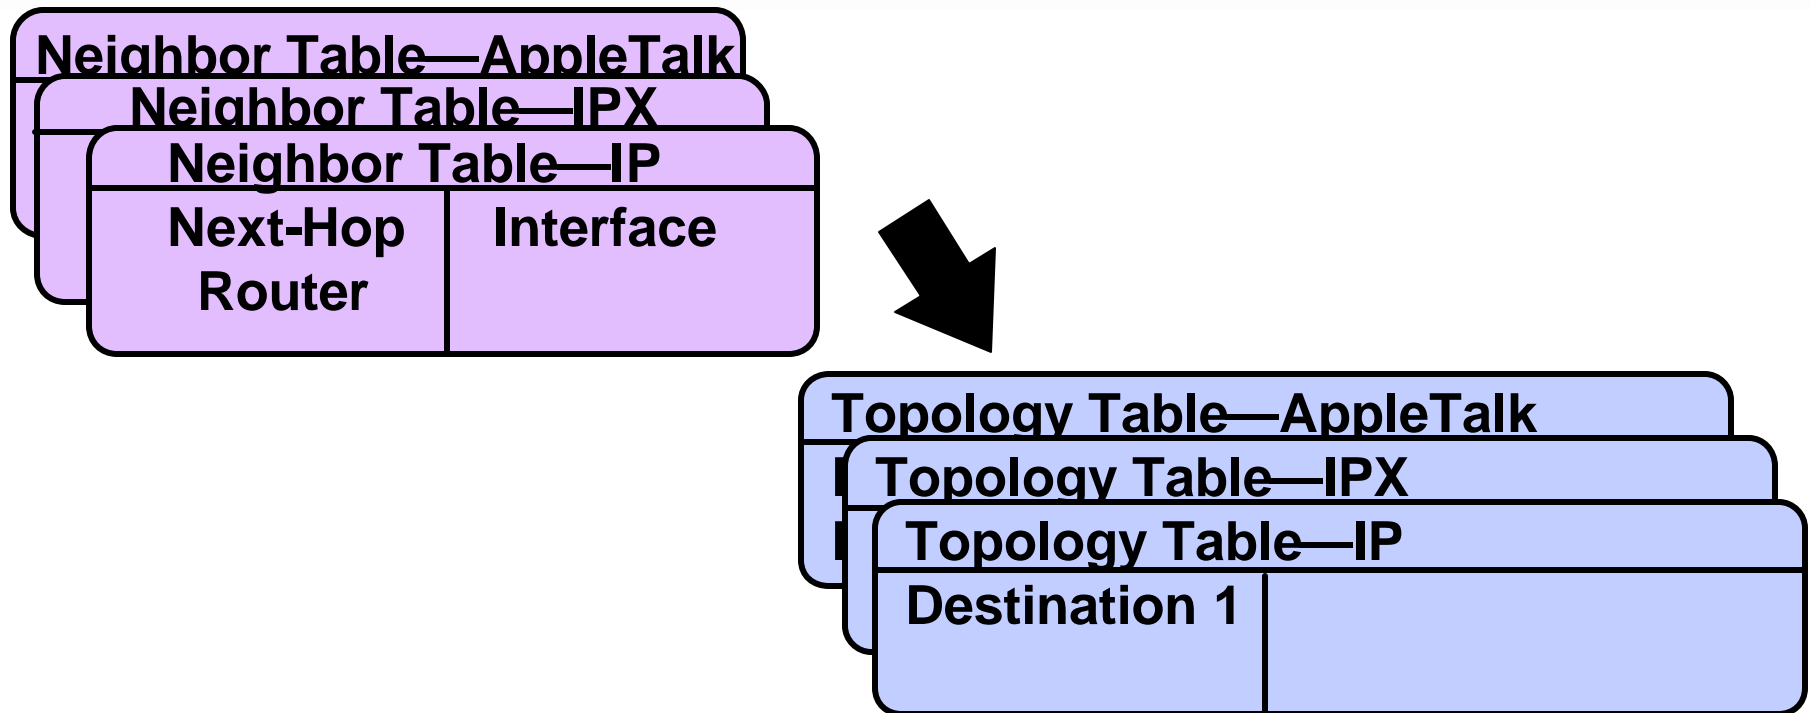 Neighbor Table—AppleTalk
Neighbor Table—IPX
Neighbor Table—IP
Next-Hop Interface
Router
Topology Table—AppleTalk
Topology Table—IPX
Topology Table—IP
Destination 1